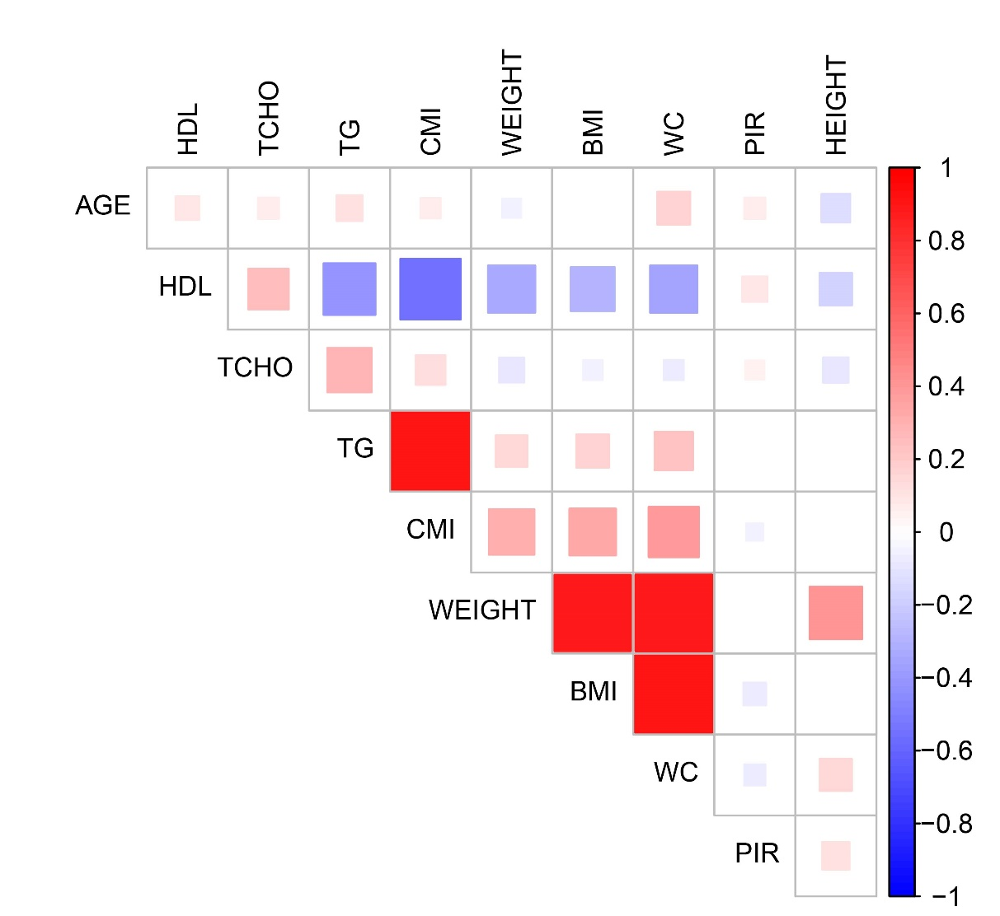 HDL
TCHO
TG
CMI
WEIGHT
BMI
WC
PIR
HEIGHT
AGE
HDL
TCHO
TG
CMI
WEIGHT
BMI
WC
PIR
1
0.8
0.6
0.4
0.2
0
−0.2
−0.4
−0.6
−0.8
−1